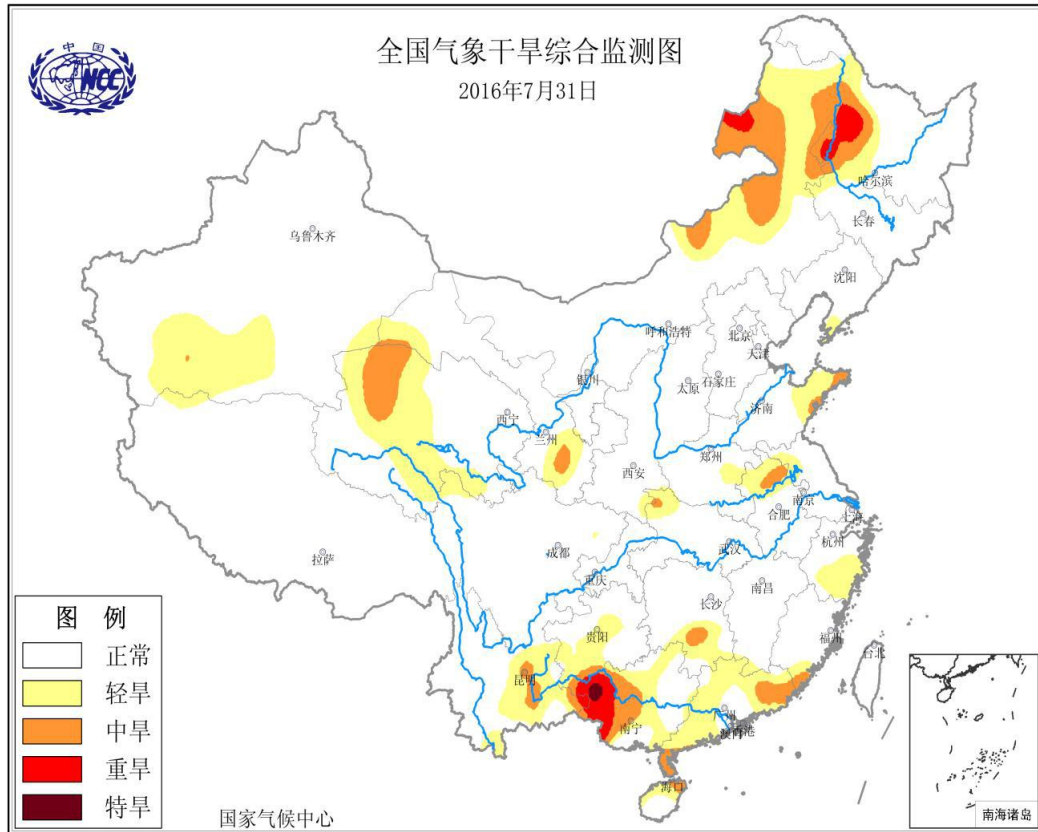 全国气象干旱综合监测图
2016年7月31日
中国
NCC
哈尔滨
长春
乌鲁木齐
沈阳
呼和浩特
北京
天津
银川
太原
石家庄
济南
西宁
兰州
郑州
西安
南京
合肥
上海
成都
武汉
杭州
拉萨
重庆
南昌
长沙
贵阳
福州
台北
昆明
广州
南宁
澳门
香港
海口
图 例
正常
轻旱
中旱
重旱
特旱
国家气候中心
南海诸岛